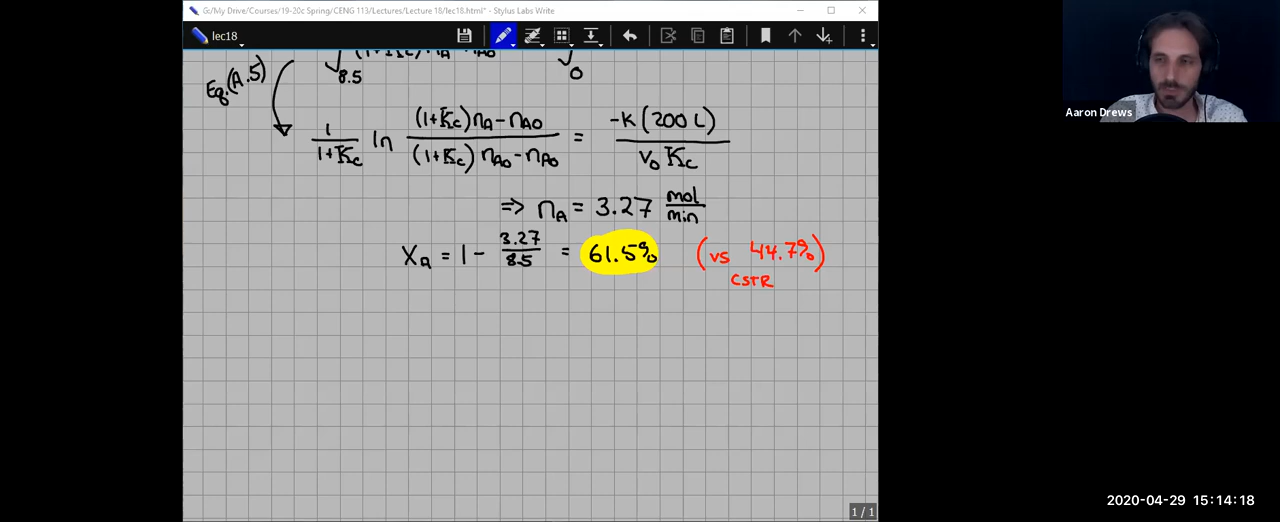 G:/My Drive/Courses/19-20c Spring/CENG 113/Lectures/Lecture 18/lec18.html* - Stylus Labs Write
lec18
Aaron Drews
Eq.(A.5)
8.5
0
1/(1+Kc) ln ((1+Kc)nA-nA0)/((1+Kc)nA0-nA0) = -K(200L)/(v0 Kc)
⇒ nA = 3.27 mol/min
XA = 1 - 3.27/8.5 = 61.5% (vs 44.7%)
CSTR
1 / 1
2020-04-29 15:14:18